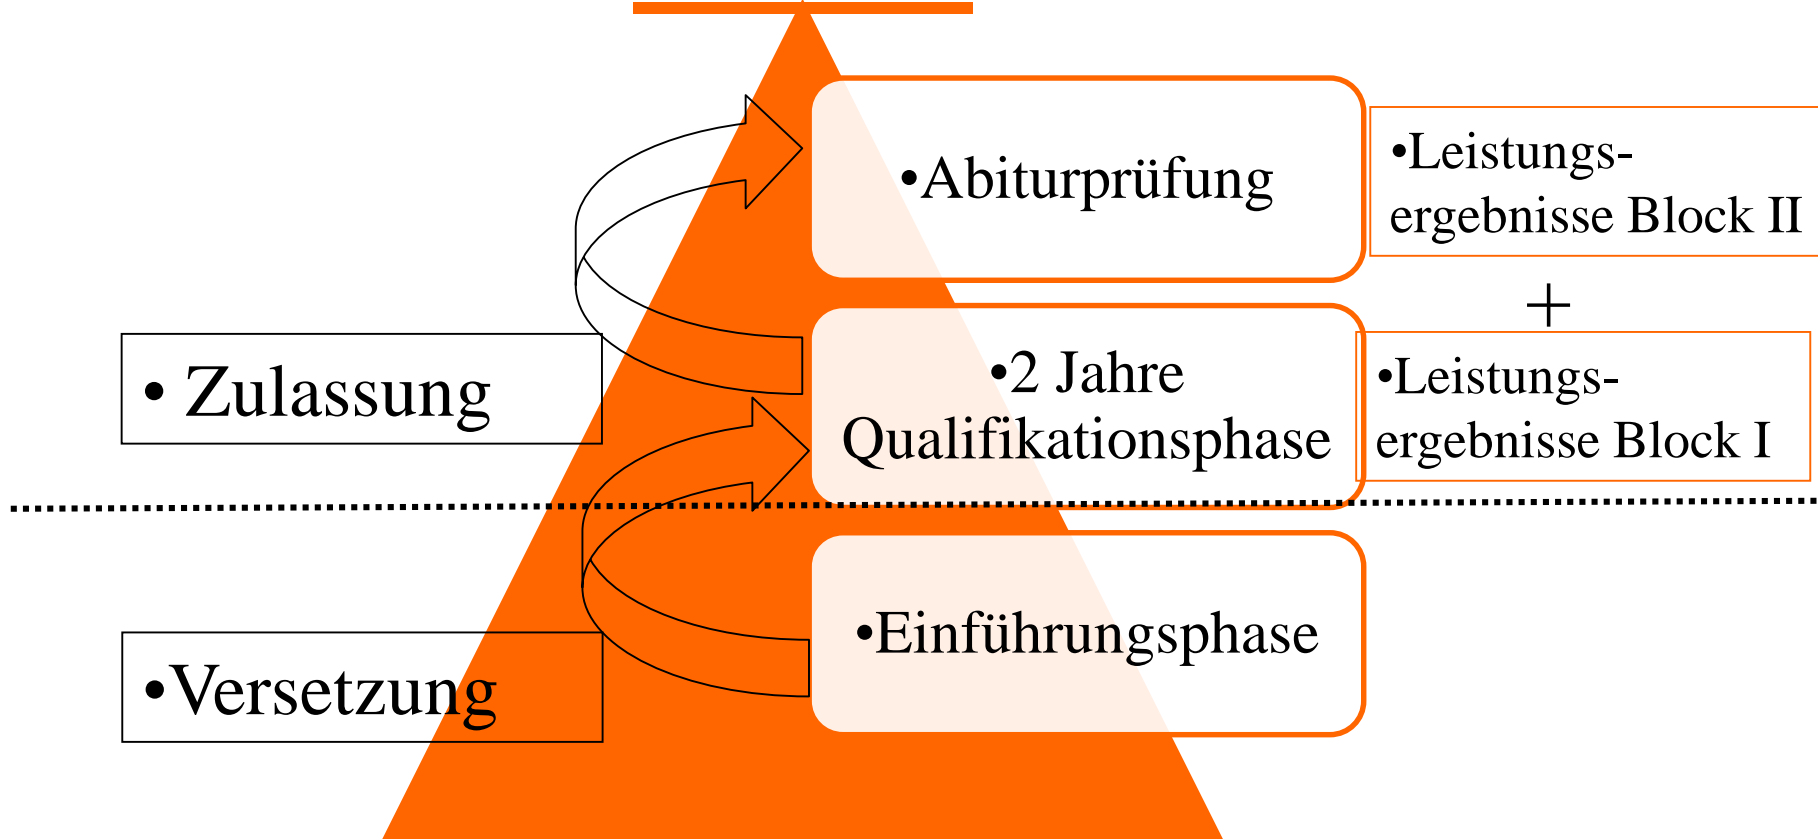 •Abiturprüfung
•Leistungs-
ergebnisse Block II
+
• Zulassung
•2 Jahre
Qualifikationsphase
•Leistungs-
ergebnisse Block I
•Versetzung
•Einführungsphase